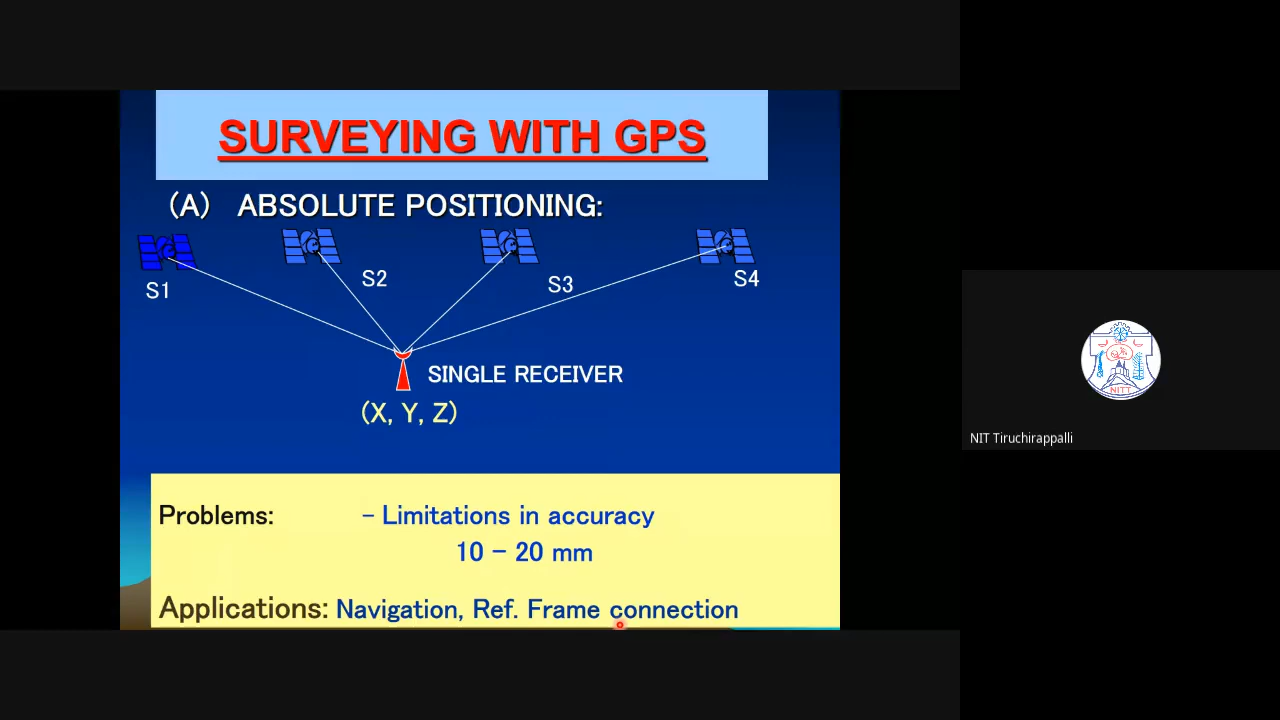 SURVEYING WITH GPS
(A) ABSOLUTE POSITIONING:
S1
S2
S3
S4
SINGLE RECEIVER
(X, Y, Z)
Problems: - Limitations in accuracy
10 - 20 mm
Applications: Navigation, Ref. Frame connection
NITT
NIT Tiruchirappalli